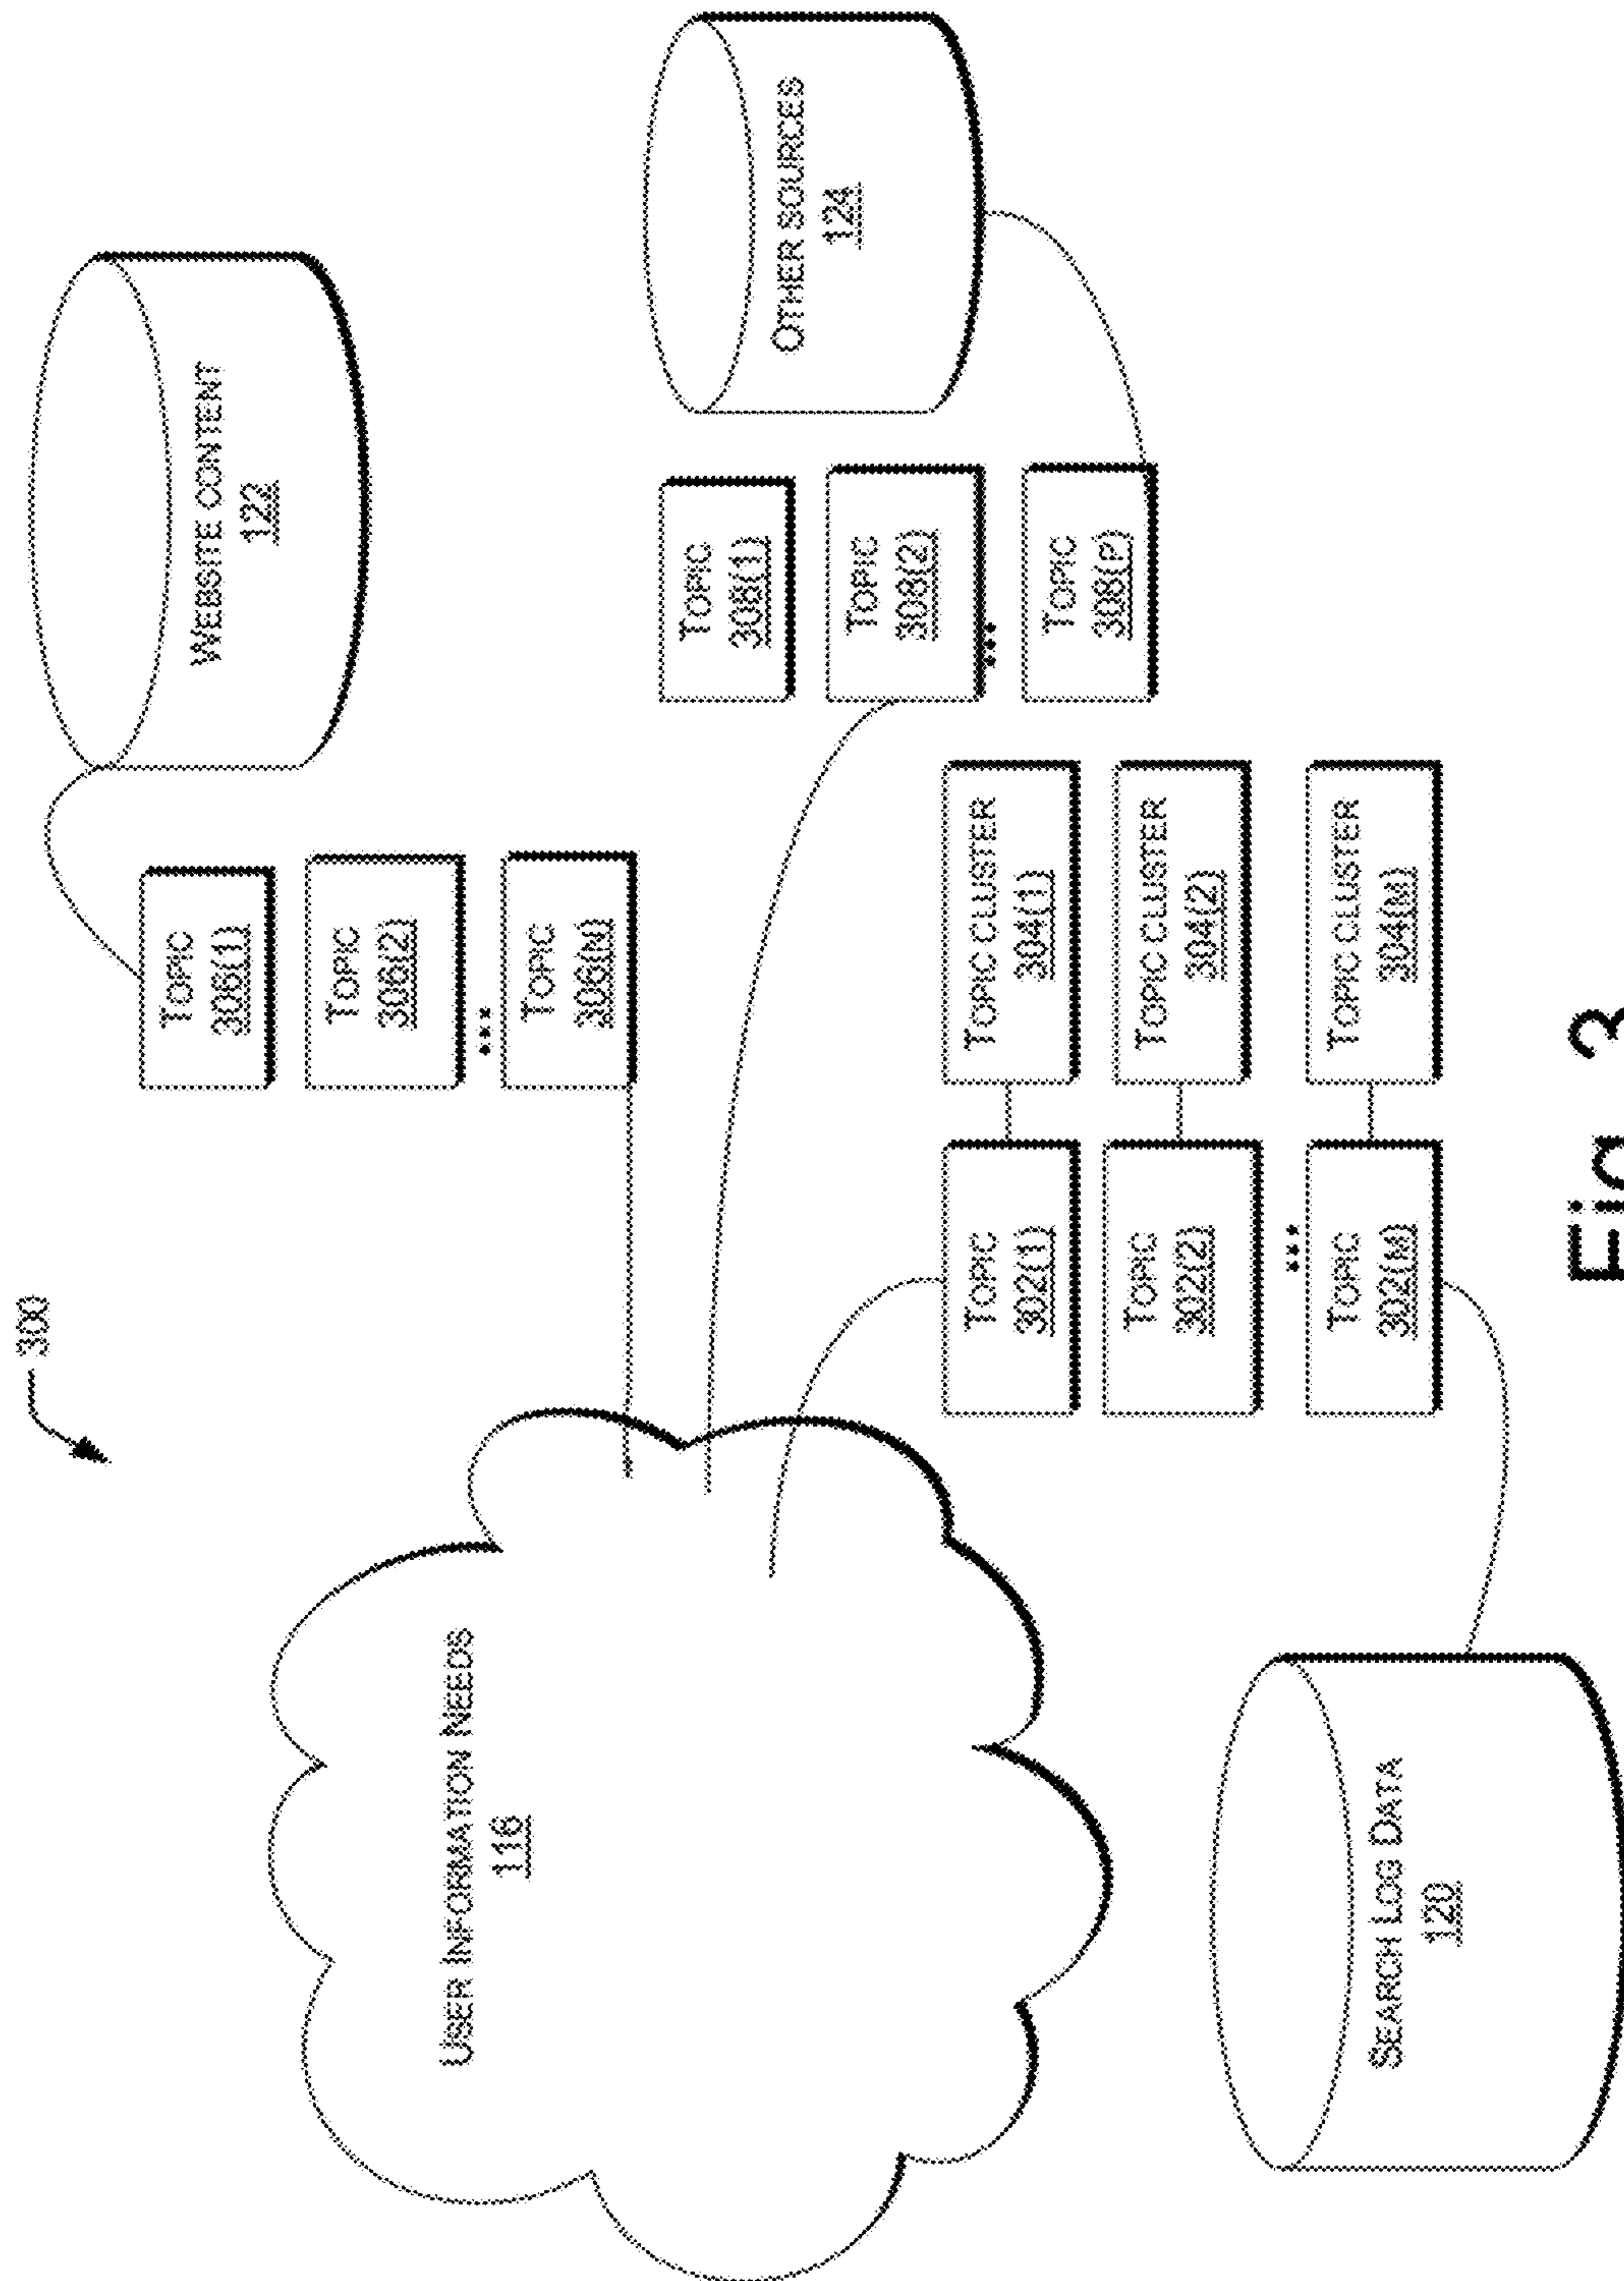 300
WEBSITE CONTENT
122
TOPIC
306(1)
TOPIC
306(2)
...
TOPIC
306(N)
USER INFORMATION NEEDS
116
OTHER SOURCES
124
TOPIC
308(1)
TOPIC
308(2)
...
TOPIC
308(P)
TOPIC
302(1)
TOPIC CLUSTER
304(1)
TOPIC
302(2)
TOPIC CLUSTER
304(2)
...
TOPIC
302(M)
TOPIC CLUSTER
304(M)
SEARCH LOG DATA
120
Fig. 3